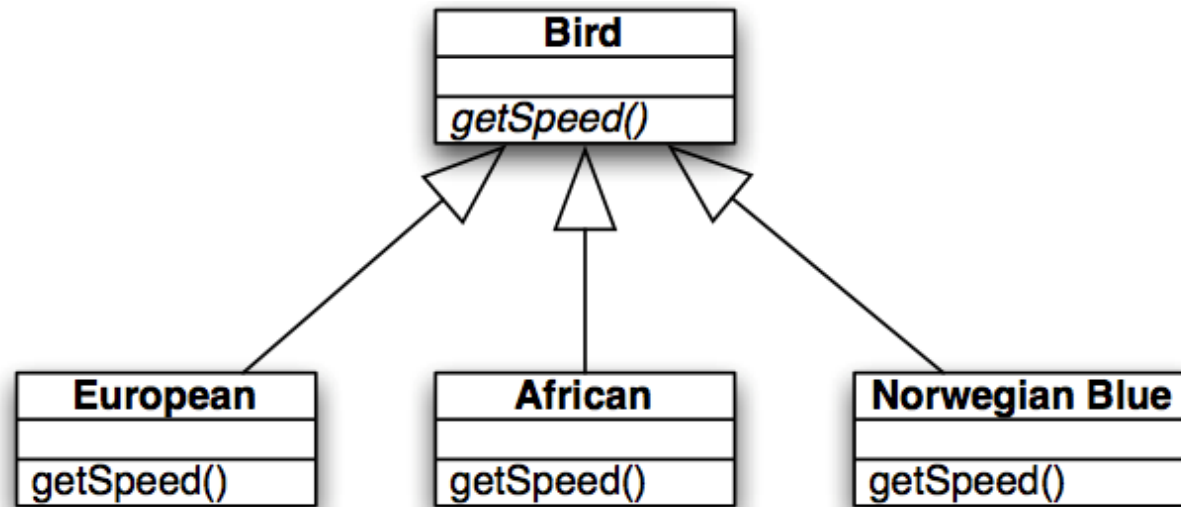 Bird
getSpeed()
European
African
Norwegian Blue
getSpeed()
getSpeed()
getSpeed()